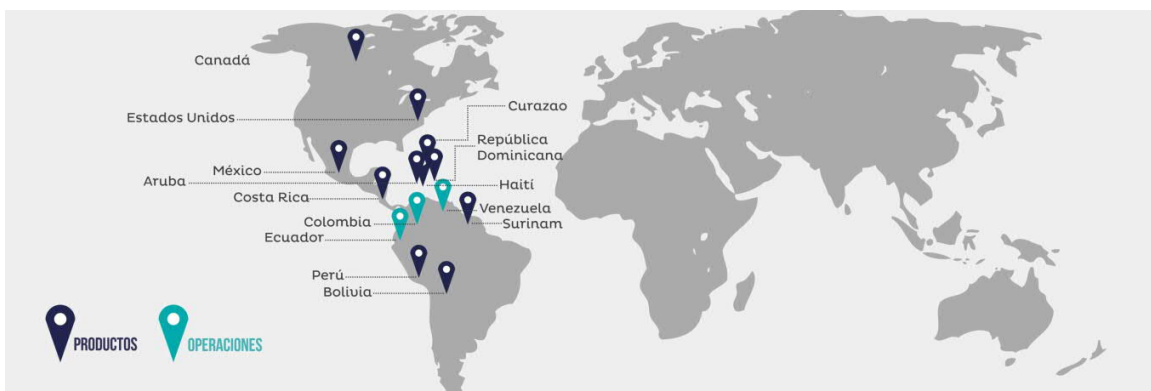 Canadá
Estados Unidos
Curazao
República
Dominicana
México
Aruba
Haití
Costa Rica
Venezuela
Colombia
Surinam
Ecuador
Perú
Bolivia
PRODUCTOS
OPERACIONES